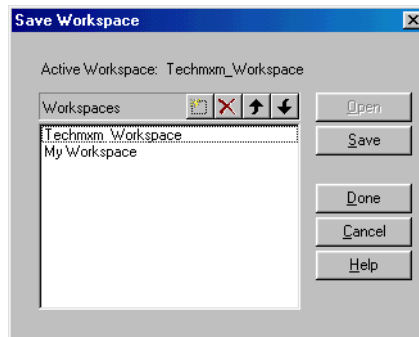 Save Workspace
Active Workspace: Techmxm_Workspace
Workspaces
Techmxm_Workspace
My Workspace
Open
Save
Done
Cancel
Help